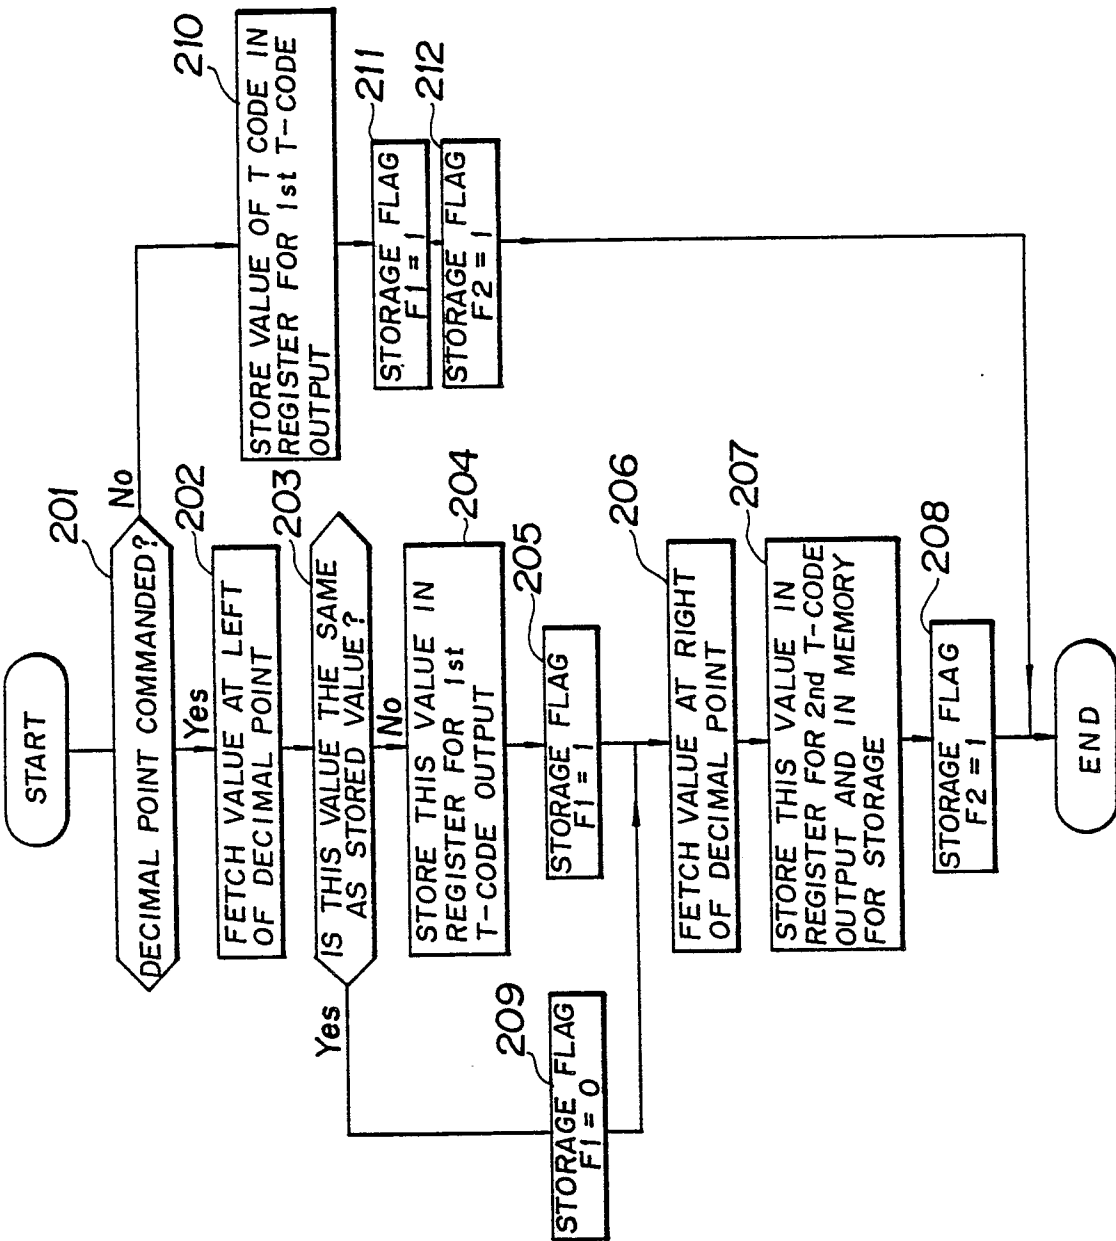 START
201
DECIMAL POINT COMMANDED?
No
Yes
202
FETCH VALUE AT LEFT
OF DECIMAL POINT
203
IS THIS VALUE THE SAME
AS STORED VALUE?
Yes
No
204
STORE THIS VALUE IN
REGISTER FOR 1st
T-CODE OUTPUT
205
STORAGE FLAG
F1 = 1
209
STORAGE FLAG
F1 = 0
206
FETCH VALUE AT RIGHT
OF DECIMAL POINT
207
STORE THIS VALUE IN
REGISTER FOR 2nd T-CODE
OUTPUT AND IN MEMORY
FOR STORAGE
208
STORAGE FLAG
F2 = 1
210
STORE VALUE OF T CODE IN
REGISTER FOR 1st T-CODE
OUTPUT
211
STORAGE FLAG
F1 = 1
212
STORAGE FLAG
F2 = 1
END